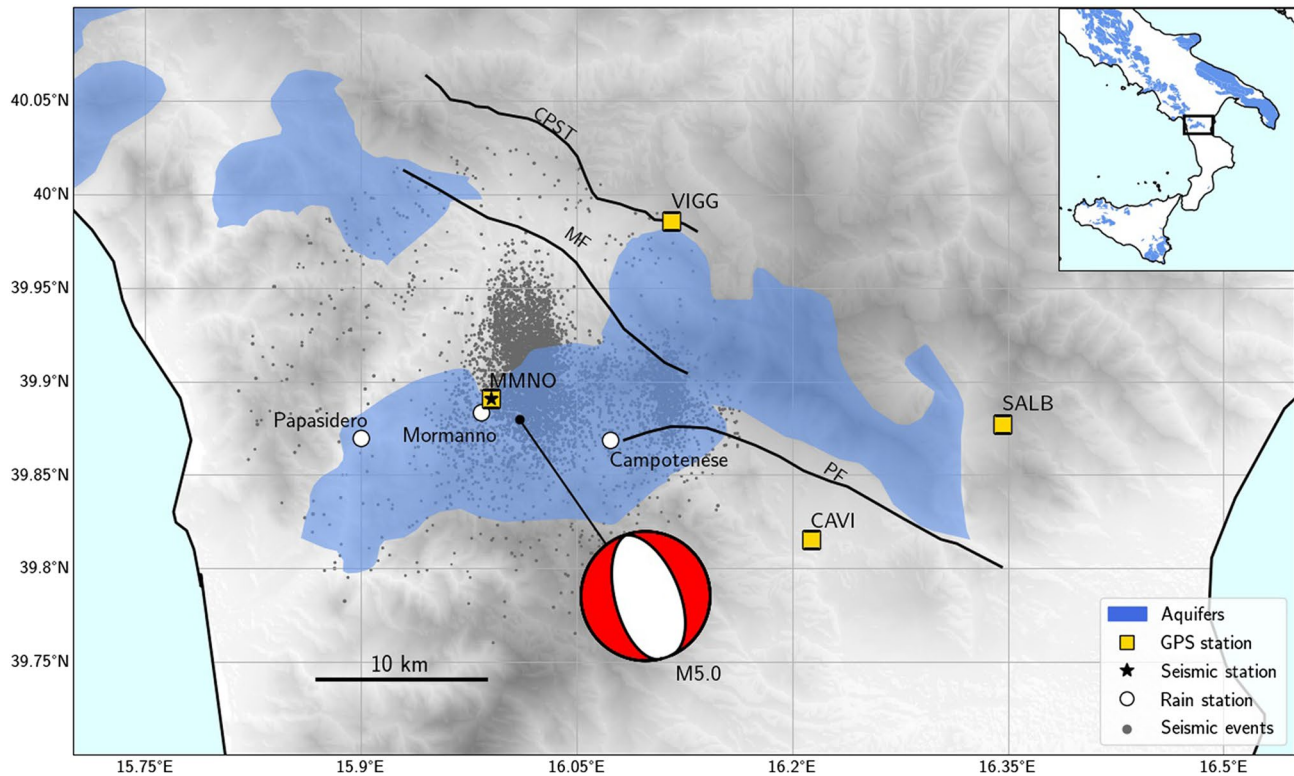 40.05°N
CPST
40°N
VIGG
MF
39.95°N
39.9°N
MMNO
Papasidero
Mormanno
SALB
Campotenese
39.85°N
PF
CAVI
39.8°N
39.75°N
10 km
M5.0
Aquifers
GPS station
Seismic station
Rain station
Seismic events
15.75°E
15.9°E
16.05°E
16.2°E
16.35°E
16.5°E